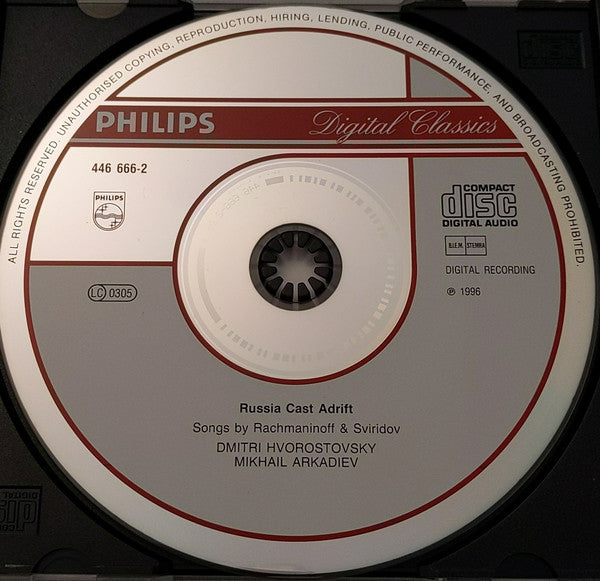 ALL RIGHTS RESERVED. UNAUTHORISED COPYING, REPRODUCTION, HIRING, LENDING, PUBLIC PERFORMANCE, AND BROADCASTING PROHIBITED.
PHILIPS Digital Classics
446 666-2
PHILIPS
COMPACT
disc
DIGITAL AUDIO
B.I.E.M. STEMRA
DIGITAL RECORDING
LC 0305
℗ 1996
Russia Cast Adrift
Songs by Rachmaninoff & Sviridov
DMITRI HVOROSTOVSKY
MIKHAIL ARKADIEV